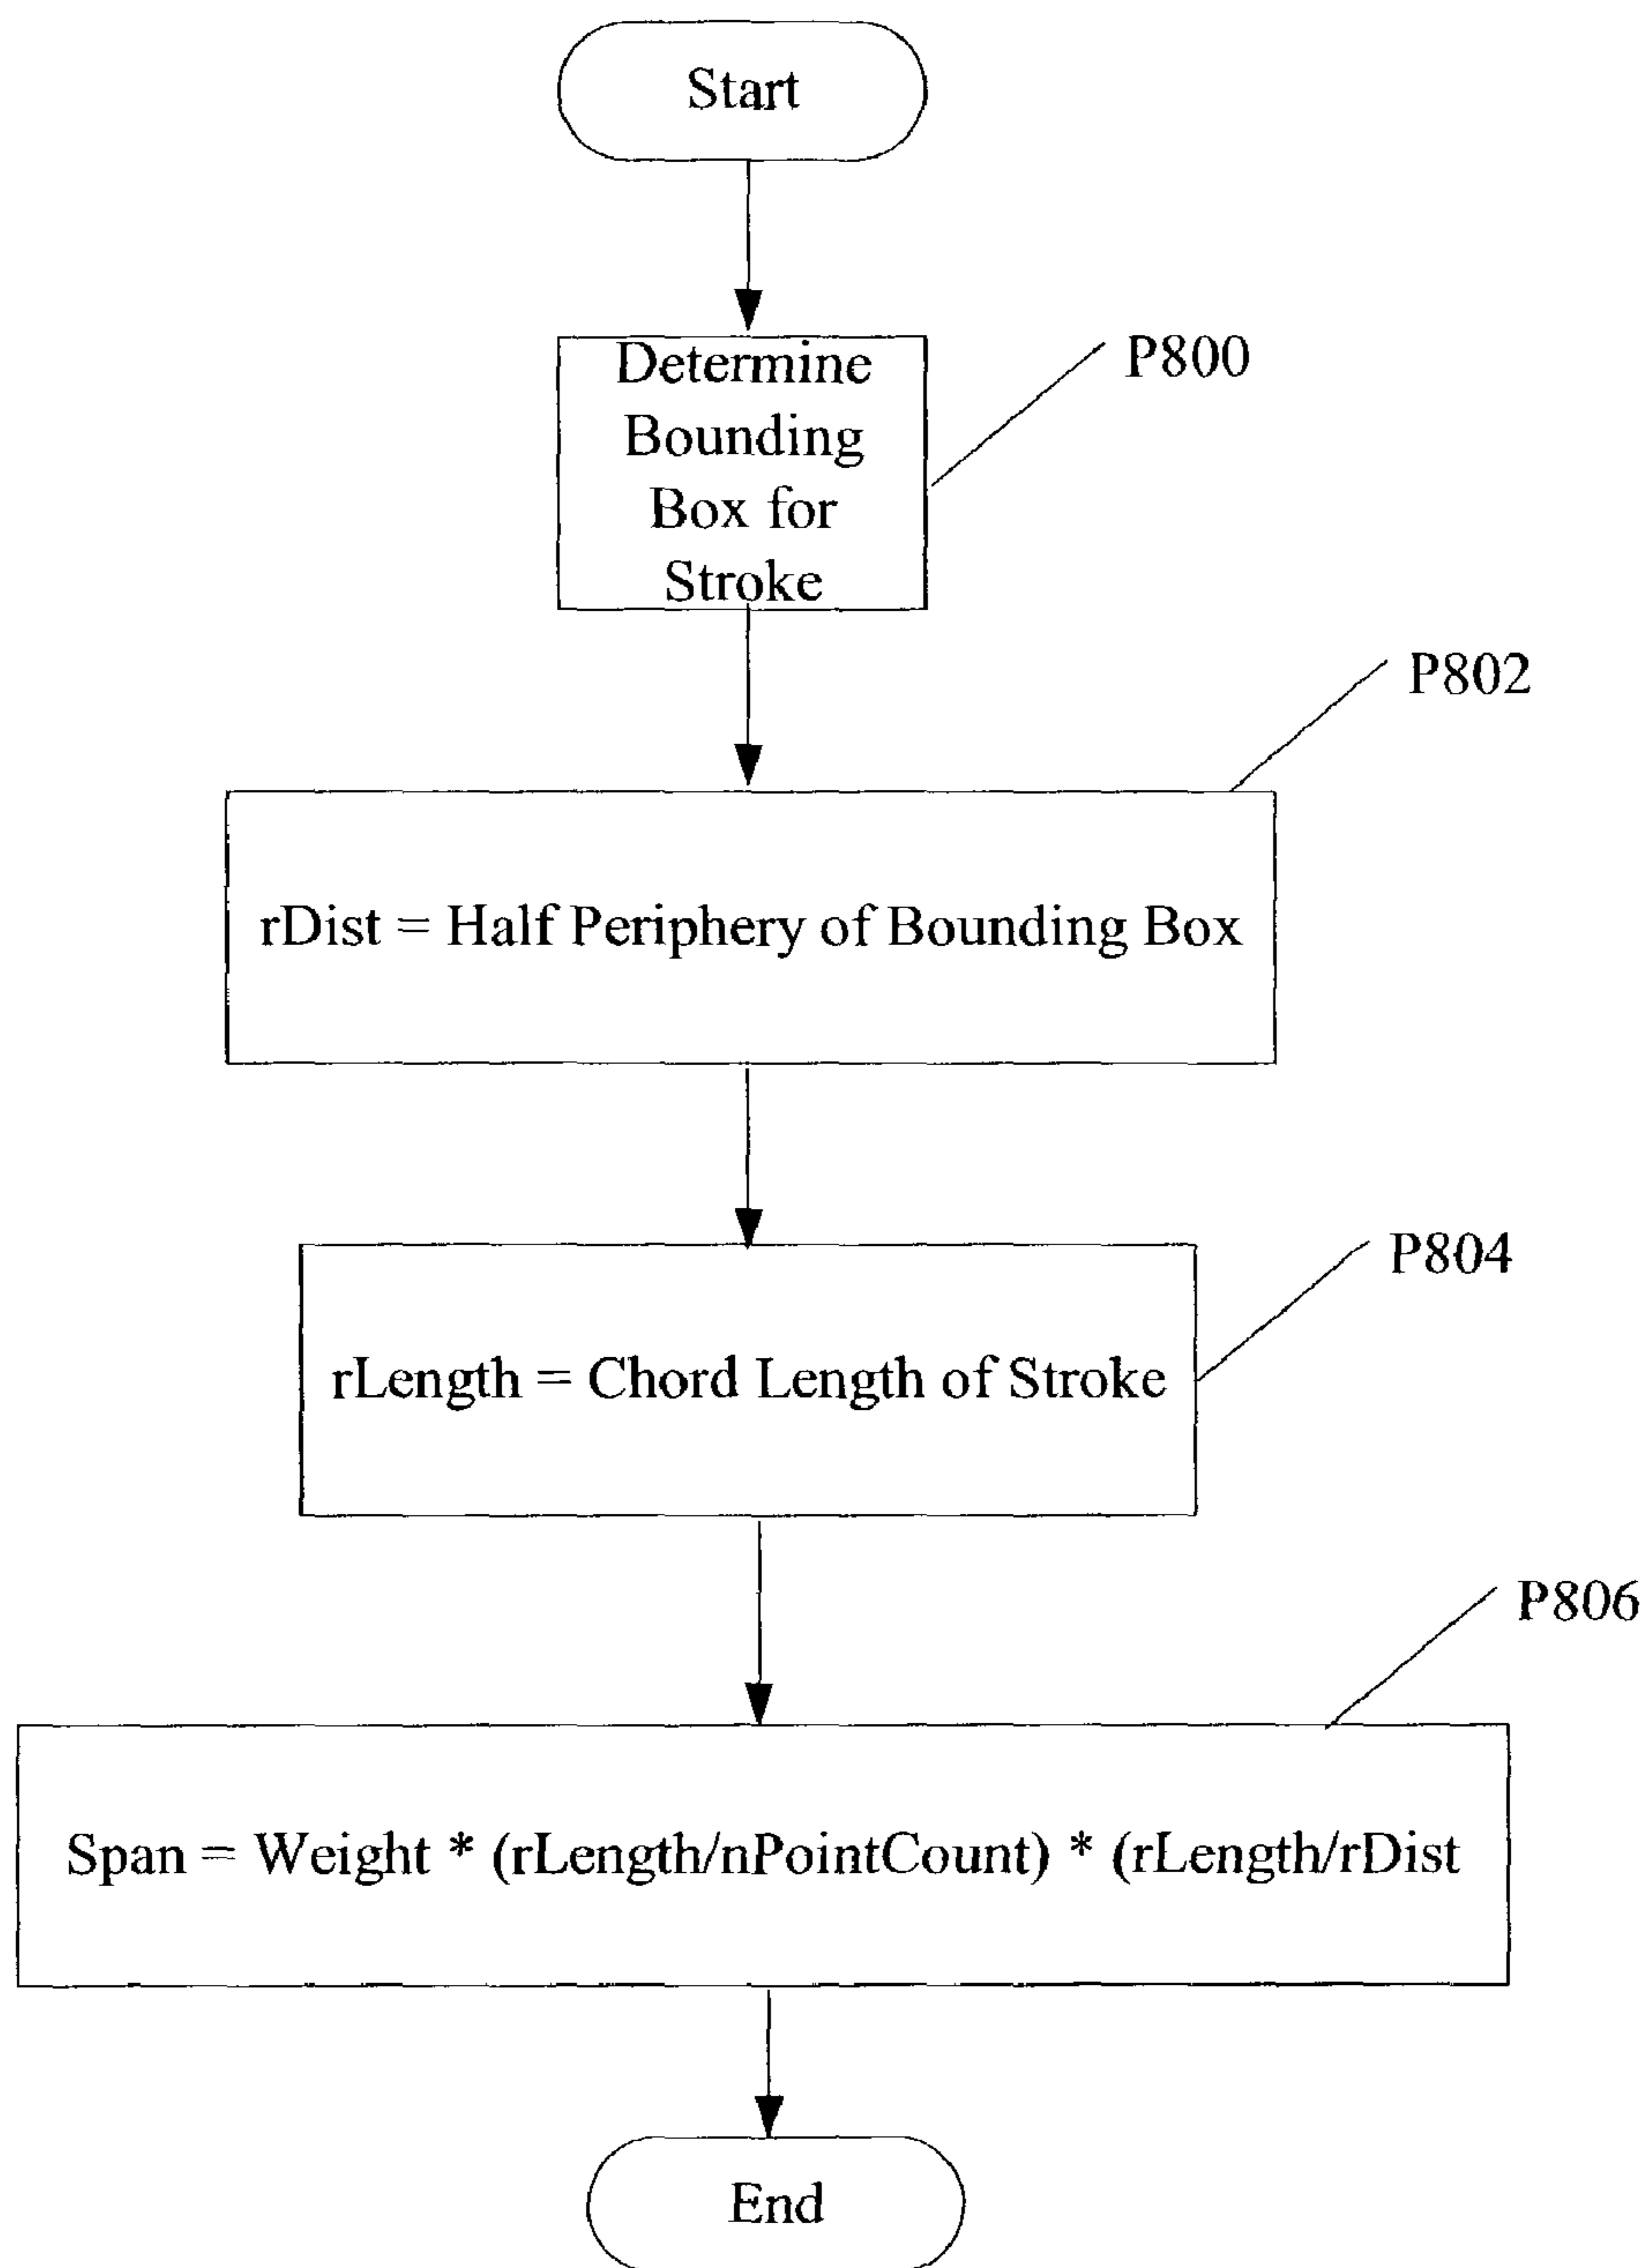 Start
Determine
Bounding
Box for
Stroke
P800
P802
rDist = Half Periphery of Bounding Box
P804
rLength = Chord Length of Stroke
P806
Span = Weight * (rLength/nPointCount) * (rLength/rDist
End